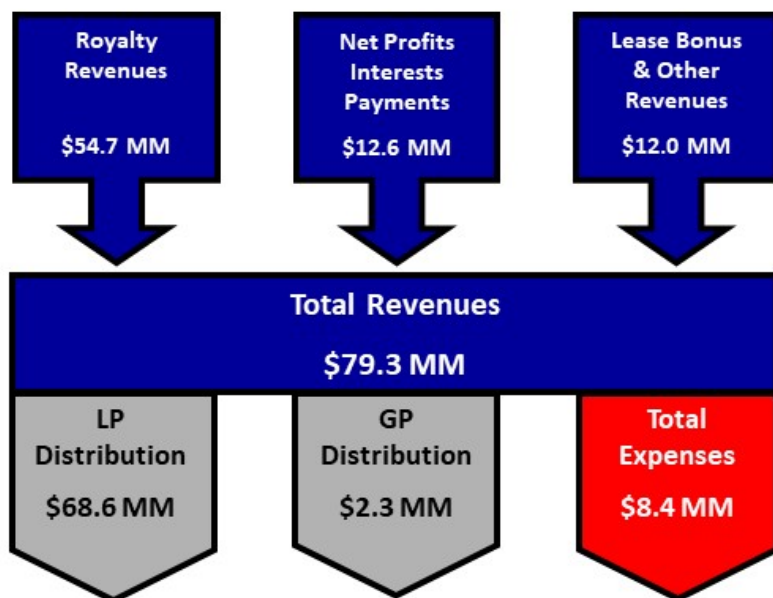 Royalty
Revenues
$54.7 MM
Net Profits
Interests
Payments
$12.6 MM
Lease Bonus
& Other
Revenues
$12.0 MM
Total Revenues
$79.3 MM
LP
Distribution
$68.6 MM
GP
Distribution
$2.3 MM
Total
Expenses
$8.4 MM